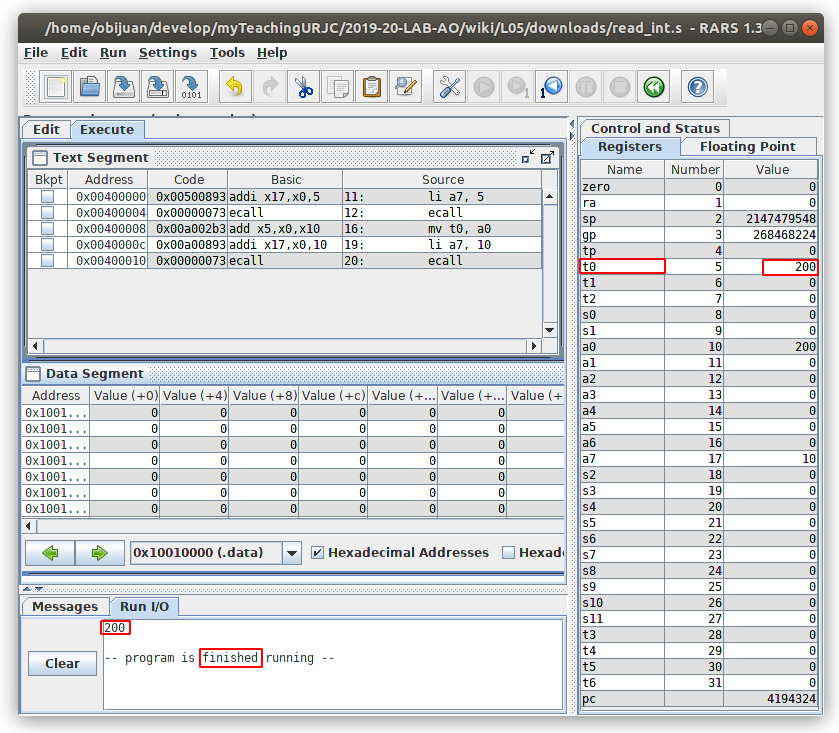 /home/obijuan/develop/myTeachingURJC/2019-20-LAB-AO/wiki/L05/downloads/read_int.s - RARS 1.3
File Edit Run Settings Tools Help
Edit Execute
Text Segment
Bkpt Address Code Basic Source
0x00400000 0x00500893 addi x17,x0,5 11: li a7, 5
0x00400004 0x00000073 ecall 12: ecall
0x00400008 0x00a002b3 add x5,x0,x10 16: mv t0, a0
0x0040000c 0x00a00893 addi x17,x0,10 19: li a7, 10
0x00400010 0x00000073 ecall 20: ecall
Data Segment
Address Value (+0) Value (+4) Value (+8) Value (+c) Value (+... Value (+... Value (+
0x1001... 0 0 0 0 0 0
0x1001... 0 0 0 0 0 0
0x1001... 0 0 0 0 0 0
0x1001... 0 0 0 0 0 0
0x1001... 0 0 0 0 0 0
0x1001... 0 0 0 0 0 0
0x1001... 0 0 0 0 0 0
0x10010000 (.data) Hexadecimal Addresses Hexad
Messages Run I/O
200
-- program is finished running --
Clear
Control and Status
Registers Floating Point
Name Number Value
zero 0 0
ra 1 0
sp 2 2147479548
gp 3 268468224
tp 4 0
t0 5 200
t1 6 0
t2 7 0
s0 8 0
s1 9 0
a0 10 200
a1 11 0
a2 12 0
a3 13 0
a4 14 0
a5 15 0
a6 16 0
a7 17 10
s2 18 0
s3 19 0
s4 20 0
s5 21 0
s6 22 0
s7 23 0
s8 24 0
s9 25 0
s10 26 0
s11 27 0
t3 28 0
t4 29 0
t5 30 0
t6 31 0
pc 4194324